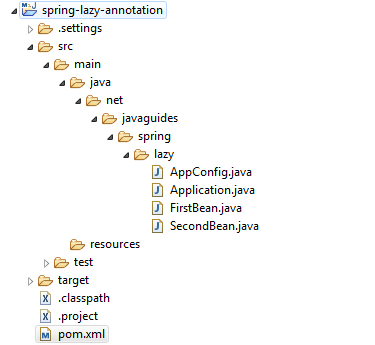 spring-lazy-annotation
.settings
src
main
java
net
javaguides
spring
lazy
AppConfig.java
Application.java
FirstBean.java
SecondBean.java
resources
test
target
.classpath
.project
pom.xml